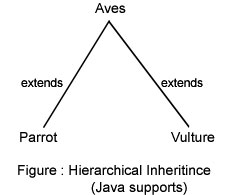 Aves
extends
extends
Parrot
Vulture
Figure : Hierarchical Inheritince
(Java supports)